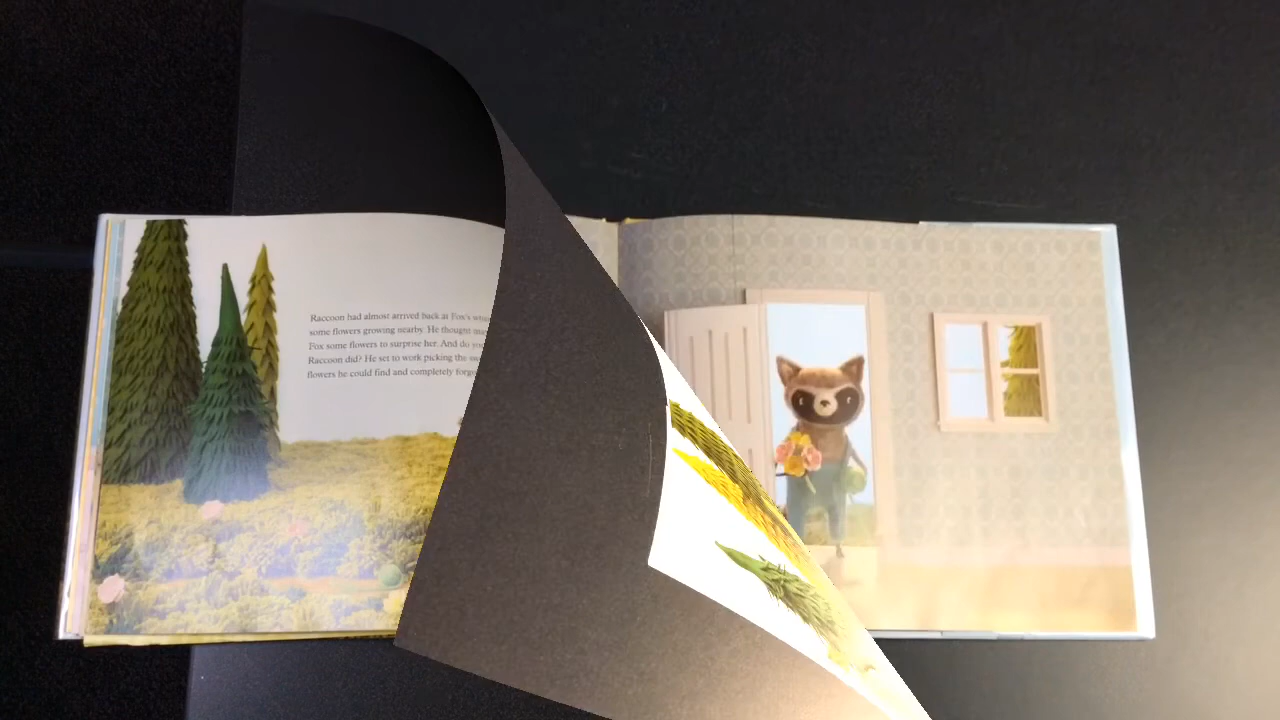 Raccoon had almost arrived back at Fox's
some flowers growing nearby. He thought
Fox some flowers to surprise her. And do you
Raccoon did? He set to work picking the
flowers he could find and completely